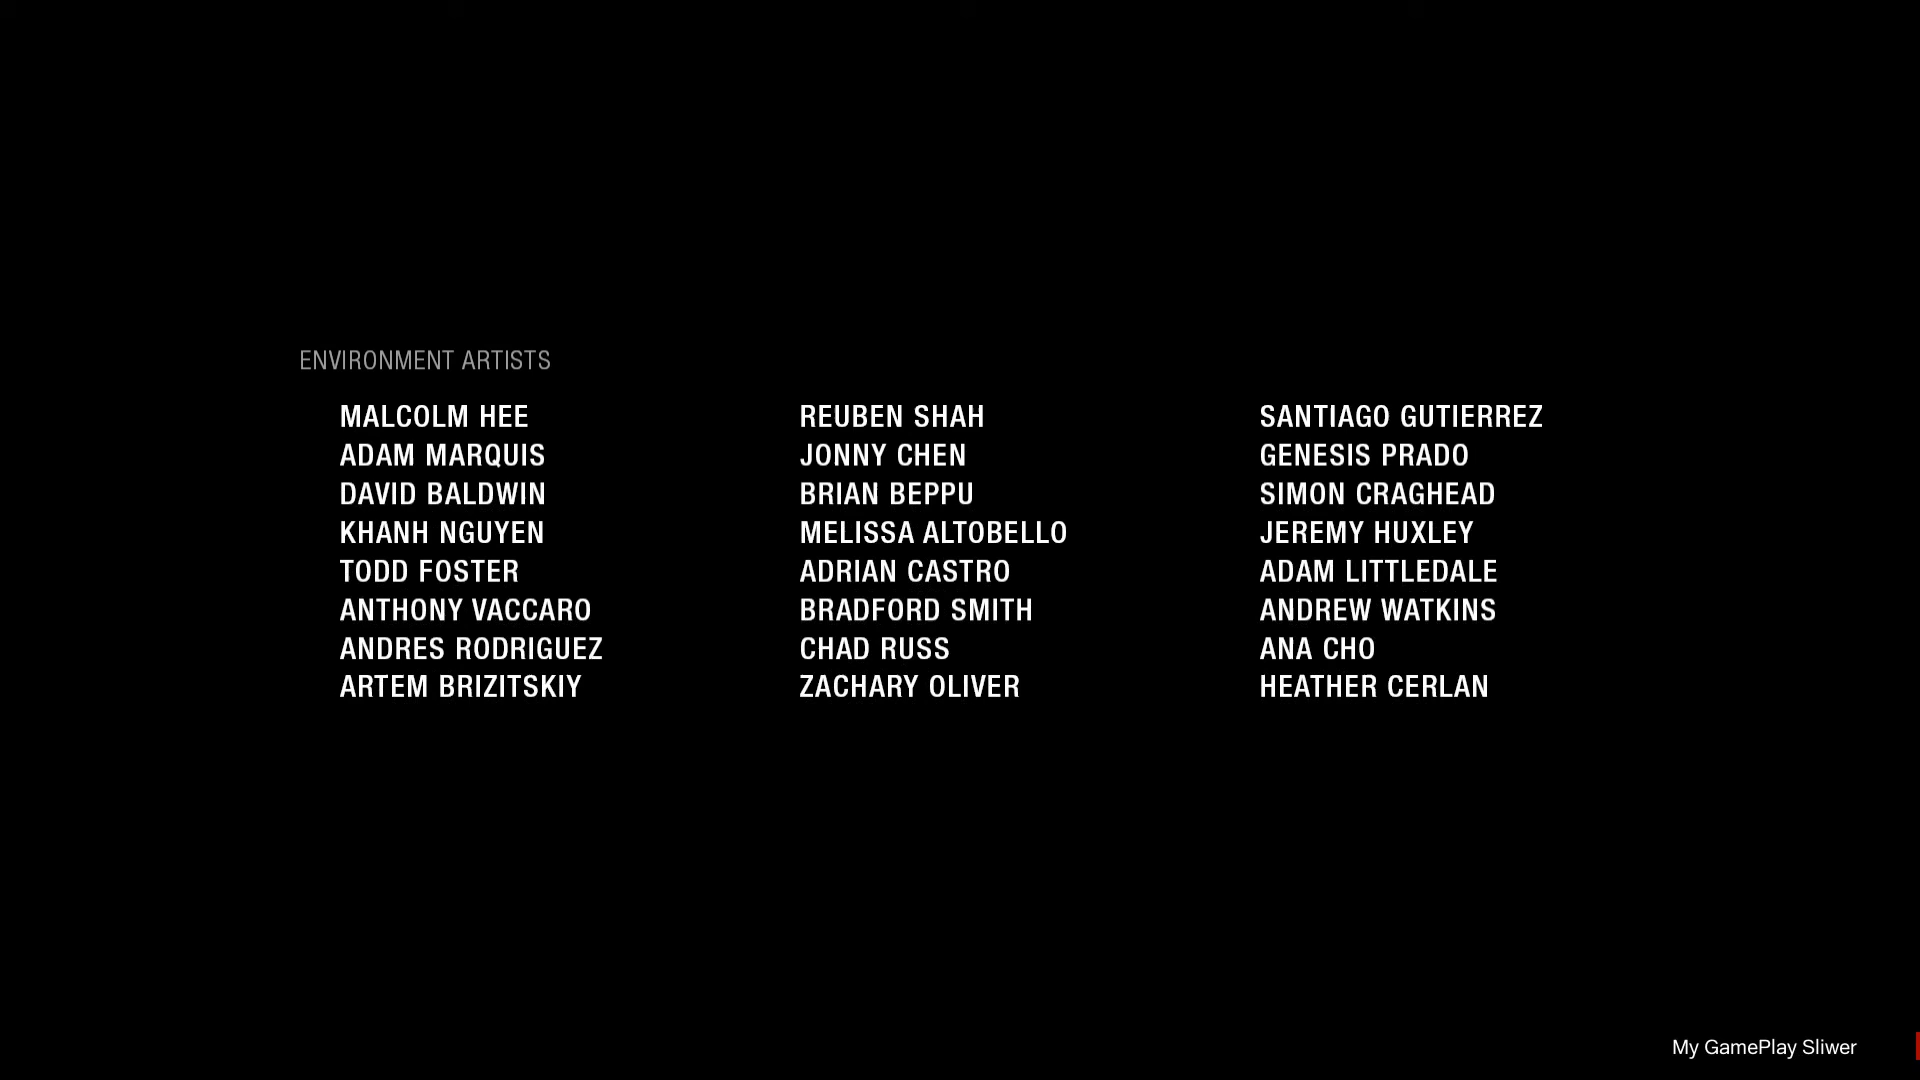 ENVIRONMENT ARTISTS
MALCOLM HEE
ADAM MARQUIS
DAVID BALDWIN
KHANH NGUYEN
TODD FOSTER
ANTHONY VACCARO
ANDRES RODRIGUEZ
ARTEM BRIZITSKIY
REUBEN SHAH
JONNY CHEN
BRIAN BEPPU
MELISSA ALTOBELLO
ADRIAN CASTRO
BRADFORD SMITH
CHAD RUSS
ZACHARY OLIVER
SANTIAGO GUTIERREZ
GENESIS PRADO
SIMON CRAGHEAD
JEREMY HUXLEY
ADAM LITTLEDALE
ANDREW WATKINS
ANA CHO
HEATHER CERLAN
My GamePlay Sliwer